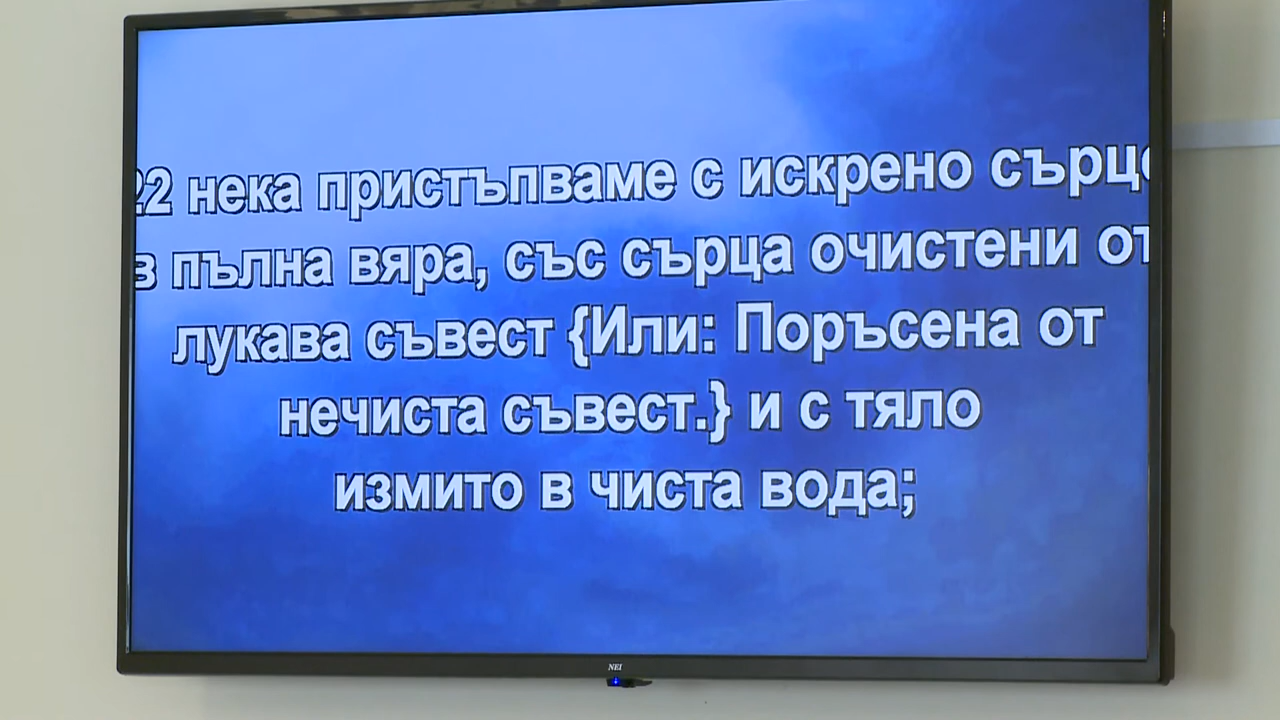 22 нека пристъпваме с искрено сърце
в пълна вяра, със сърца очистени от
лукава съвест {Или: Поръсена от
нечиста съвест.} и с тяло
измито в чиста вода;
NEI